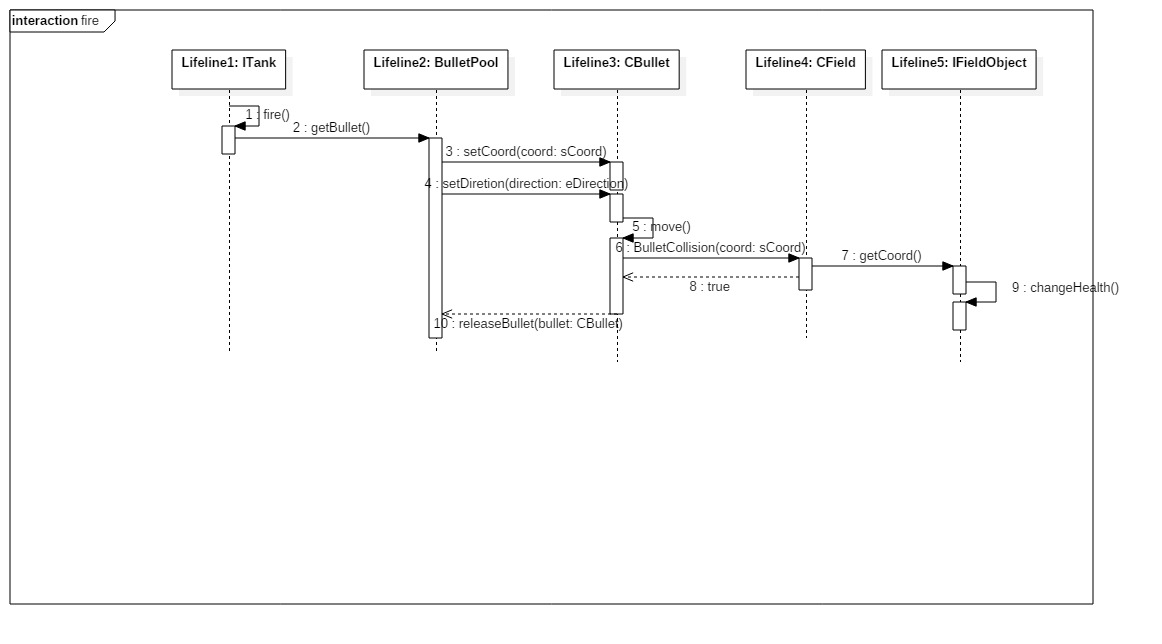 interaction fire
Lifeline1: ITank
Lifeline2: BulletPool
Lifeline3: CBullet
Lifeline4: CField
Lifeline5: IFieldObject
1 : fire()
2 : getBullet()
3 : setCoord(coord: sCoord)
4 : setDiretion(direction: eDirection)
5 : move()
6 : BulletCollision(coord: sCoord)
7 : getCoord()
8 : true
9 : changeHealth()
10 : releaseBullet(bullet: CBullet)